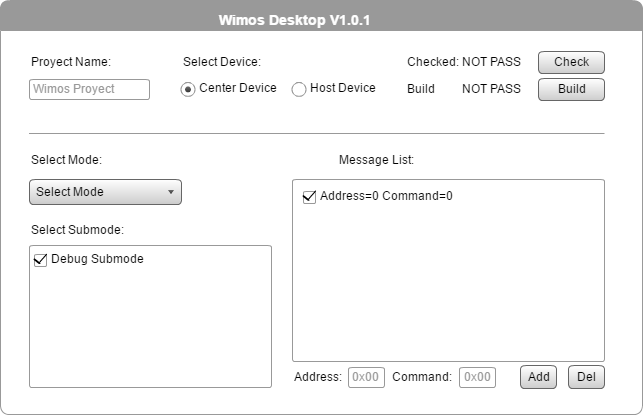 Wimos Desktop V1.0.1
Proyect Name:
Select Device:
Checked: NOT PASS
Check
Wimos Proyect
Center Device
Host Device
Build NOT PASS
Build
Select Mode:
Message List:
Select Mode
Address=0 Command=0
Select Submode:
Debug Submode
Address: 0x00 Command: 0x00 Add Del